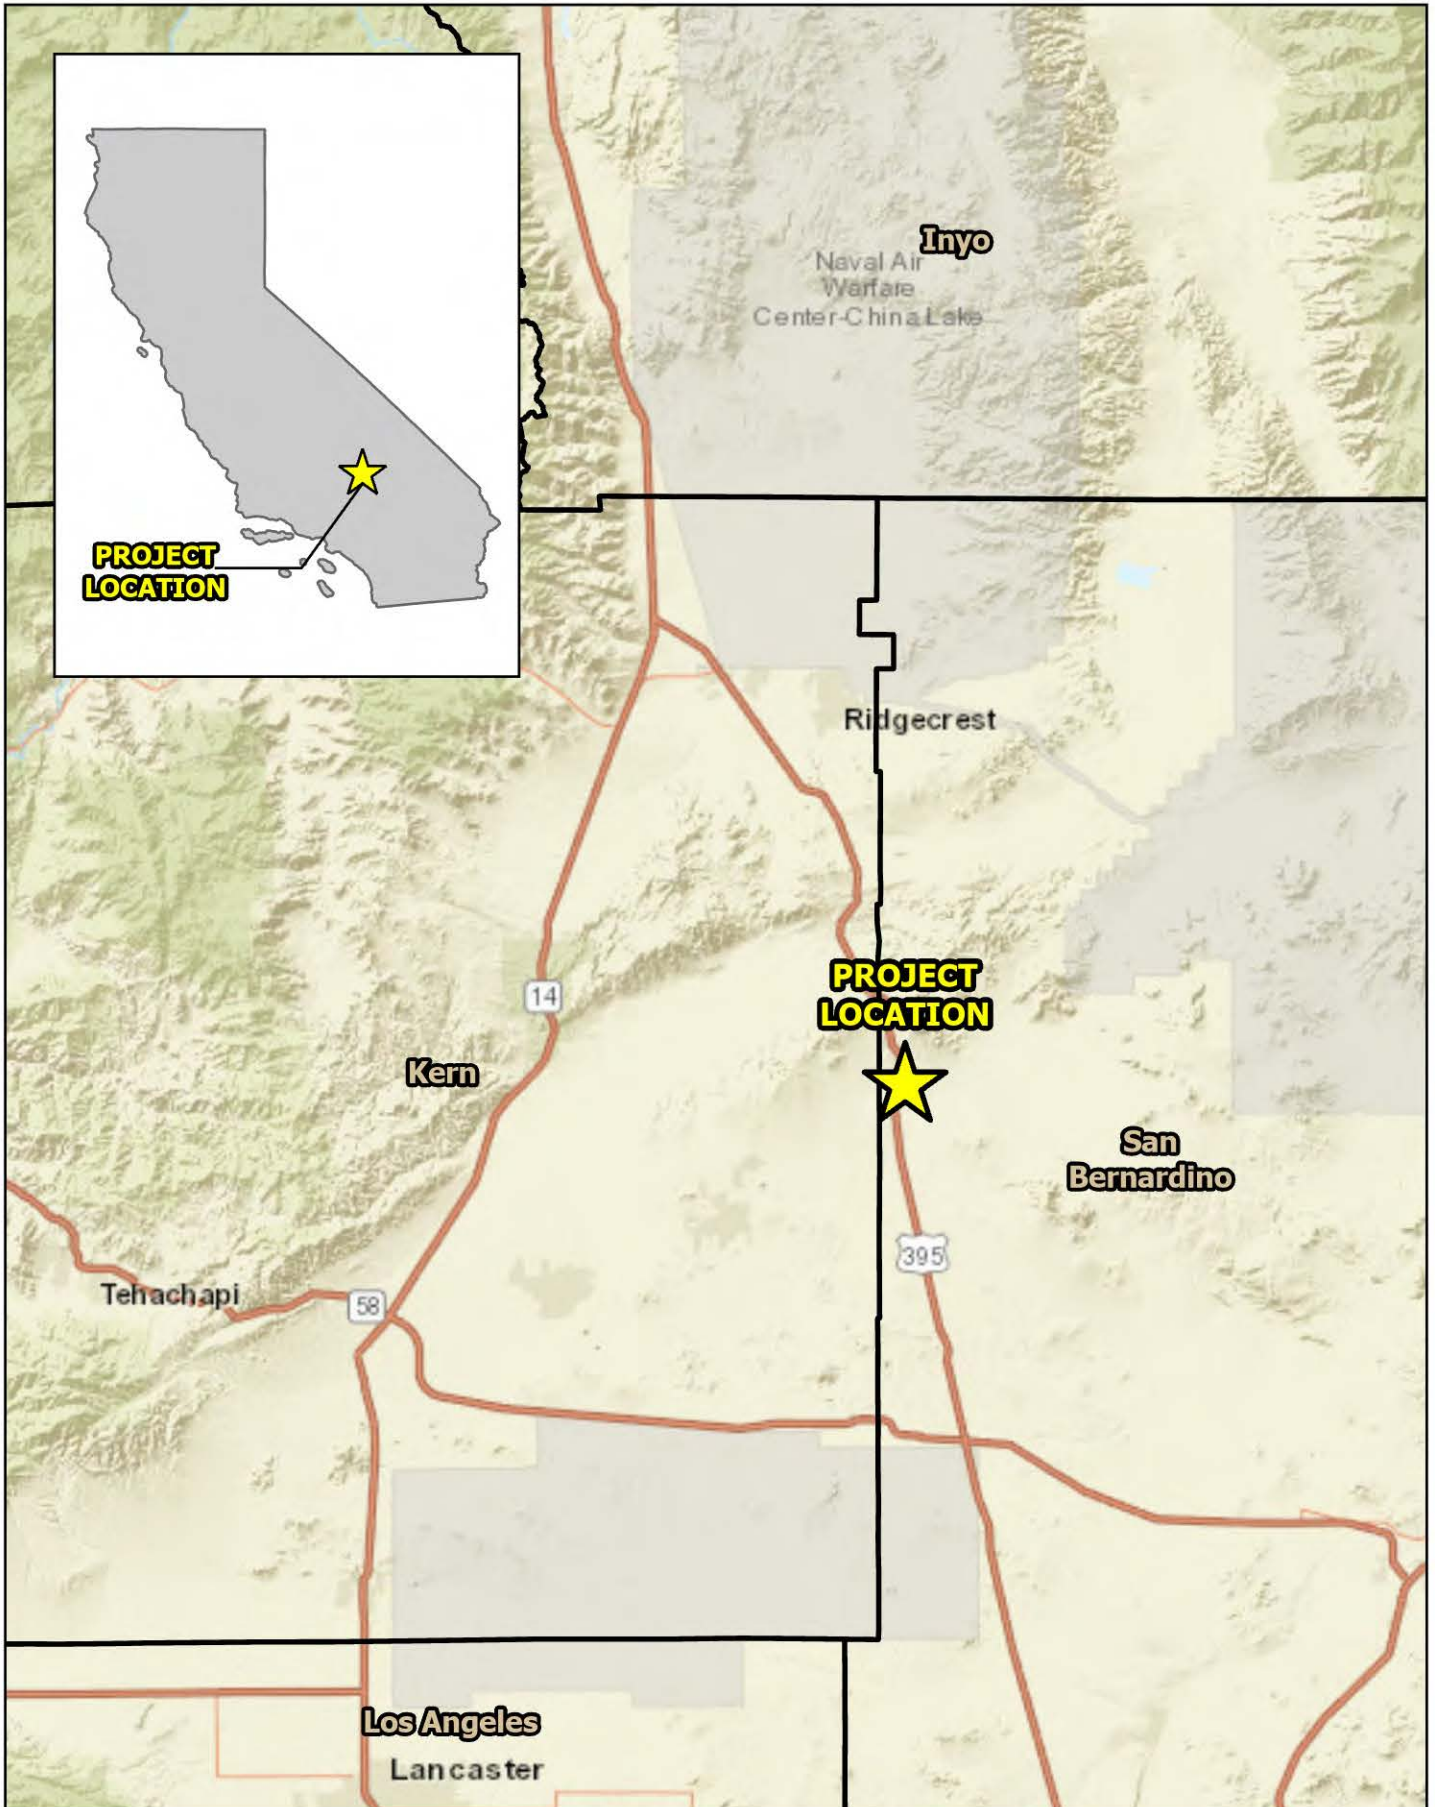 Inyo
Naval Air
Warfare
Center-China Lake
PROJECT
LOCATION
Ridgecrest
PROJECT
LOCATION
14
Kern
San
Bernardino
395
Tehachapi
58
Los Angeles
Lancaster